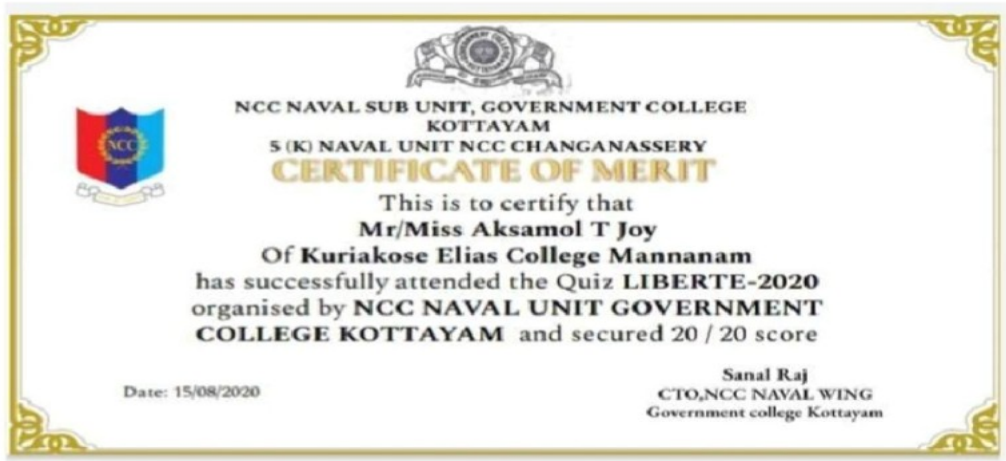 NCC NAVAL SUB UNIT, GOVERNMENT COLLEGE
KOTTAYAM
5 (K) NAVAL UNIT NCC CHANGANASSERY
NCC
CERTIFICATE OF MERIT
This is to certify that
Mr/Miss Aksamol T Joy
Of Kuriakose Elias College Mannanam
has successfully attended the Quiz LIBERTE-2020
organised by NCC NAVAL UNIT GOVERNMENT
COLLEGE KOTTAYAM and secured 20 / 20 score
Date: 15/08/2020
Sanal Raj
CTO,NCC NAVAL WING
Government college Kottayam